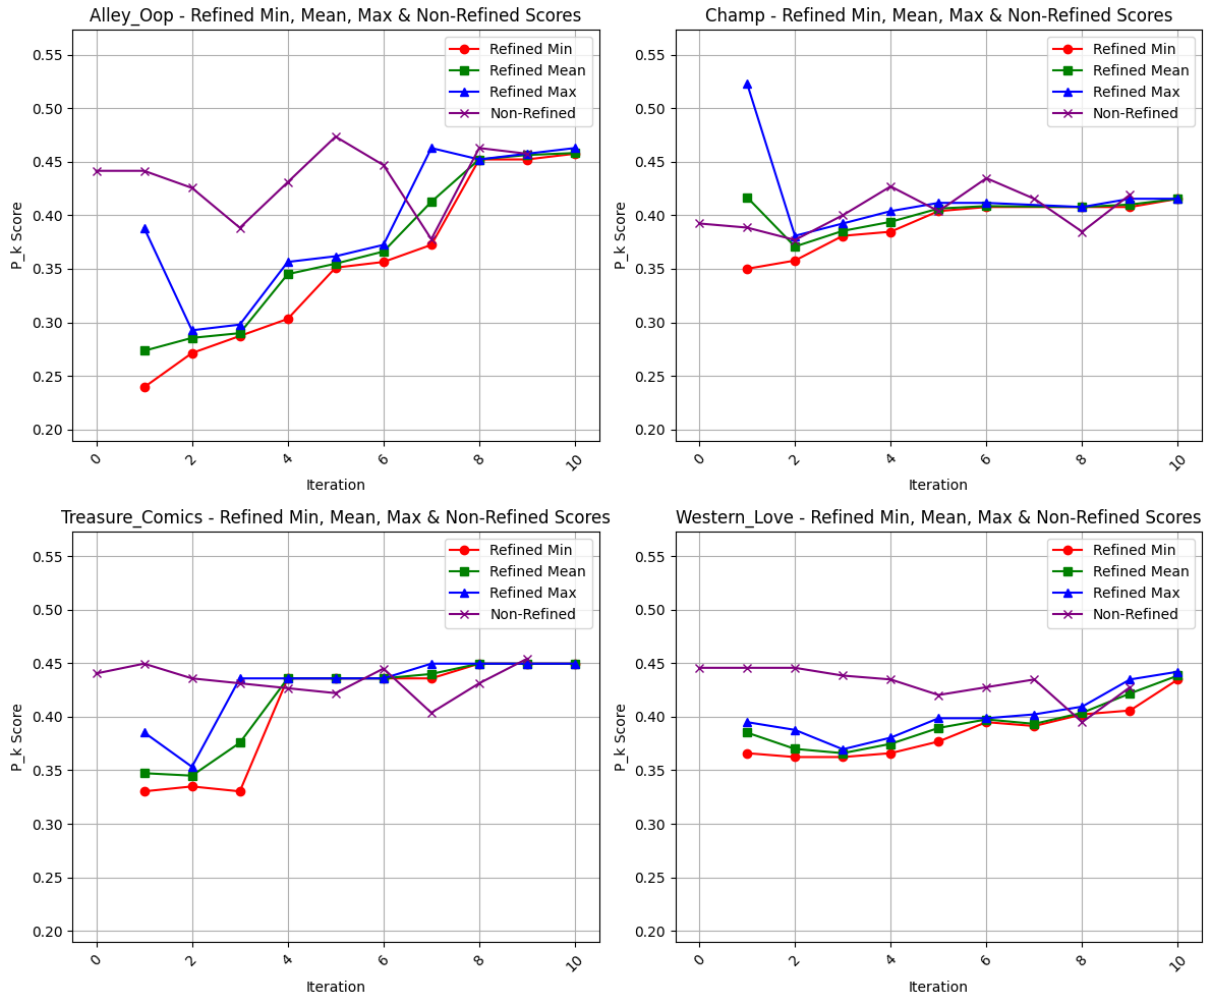 Alley_Oop - Refined Min, Mean, Max & Non-Refined Scores
Refined Min
Refined Mean
Refined Max
Non-Refined
P_k Score
0.55
0.50
0.45
0.40
0.35
0.30
0.25
0.20
0
2
4
6
8
10
Iteration
Champ - Refined Min, Mean, Max & Non-Refined Scores
Refined Min
Refined Mean
Refined Max
Non-Refined
P_k Score
0.55
0.50
0.45
0.40
0.35
0.30
0.25
0.20
0
2
4
6
8
10
Iteration
Treasure_Comics - Refined Min, Mean, Max & Non-Refined Scores
Refined Min
Refined Mean
Refined Max
Non-Refined
P_k Score
0.55
0.50
0.45
0.40
0.35
0.30
0.25
0.20
0
2
4
6
8
10
Iteration
Western_Love - Refined Min, Mean, Max & Non-Refined Scores
Refined Min
Refined Mean
Refined Max
Non-Refined
P_k Score
0.55
0.50
0.45
0.40
0.35
0.30
0.25
0.20
0
2
4
6
8
10
Iteration